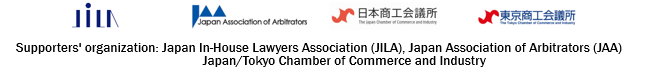 JILA
JAA
Japan Association of Arbitrators
日本商工会議所
The Japan Chamber of Commerce and Industry
東京商工会議所
The Tokyo Chamber of Commerce and Industry
Supporters' organization: Japan In-House Lawyers Association (JILA), Japan Association of Arbitrators (JAA)
Japan/Tokyo Chamber of Commerce and Industry